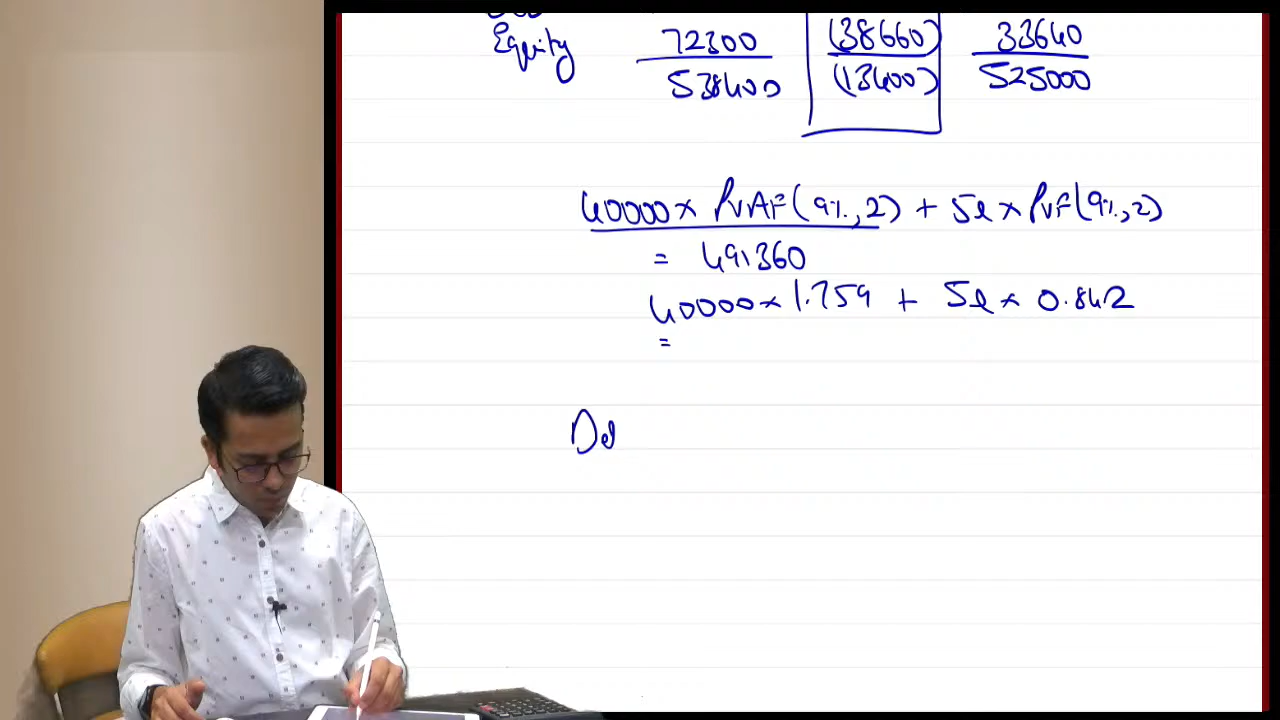 Equity 72300 (38660) 33640
538400 (13400) 525000
40000 x PVAF(9%, 2) + 5l x PVF(9%, 2)
= 491360
40000 x 1.759 + 5l x 0.842
=
De